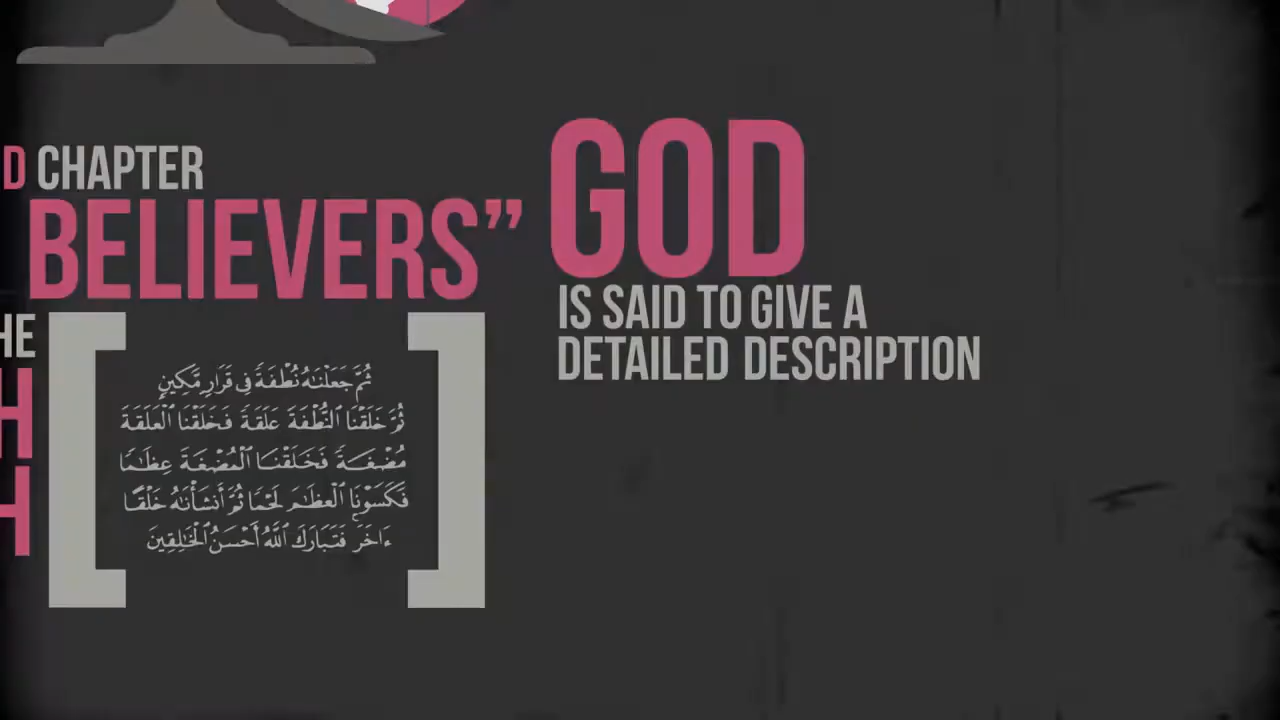 D CHAPTER
BELIEVERS”
HE
H
H
ثُمَّ جَعَلْنَٰهُ نُطْفَةً فِى قَرَارٍ مَّكِينٍ
ثُمَّ خَلَقْنَا ٱلنُّطْفَةَ عَلَقَةً فَخَلَقْنَا ٱلْعَلَقَةَ
مُضْغَةً فَخَلَقْنَا ٱلْمُضْغَةَ عِظَٰمًا
فَكَسَوْنَا ٱلْعِظَٰمَ لَحْمًا ثُمَّ أَنشَأْنَٰهُ خَلْقًا
ءَاخَرَ فَتَبَارَكَ ٱللَّهُ أَحْسَنُ ٱلْخَٰلِقِينَ
GOD
IS SAID TO GIVE A
DETAILED DESCRIPTION